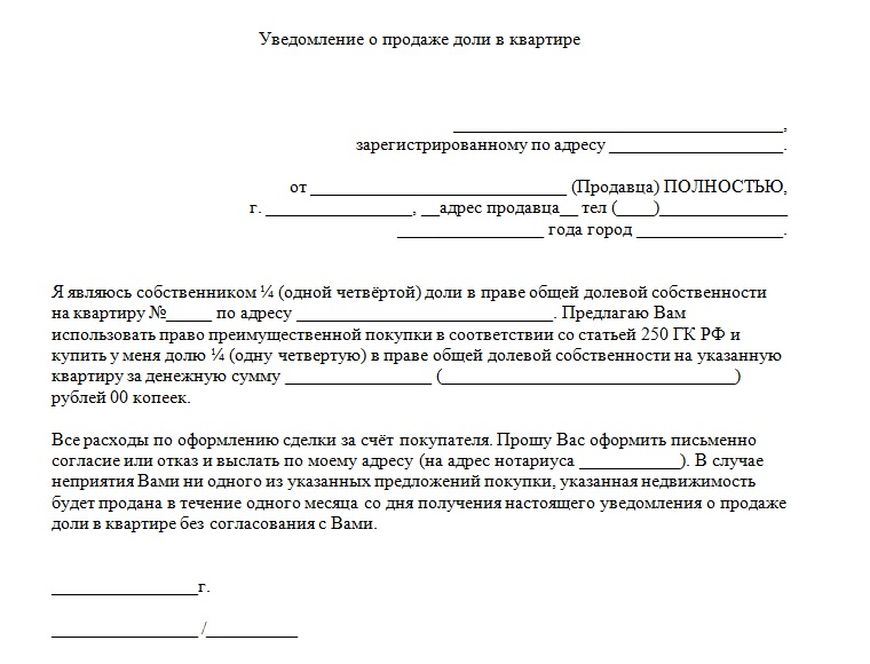 Уведомление о продаже доли в квартире
____________________________________,
зарегистрированному по адресу ___________________.
от ____________________________ (Продавца) ПОЛНОСТЬЮ,
г. ________________, __адрес продавца__ тел (____)______________
________________ года город ________________.
Я являюсь собственником ¼ (одной четвёртой) доли в праве общей долевой собственности
на квартиру №_____ по адресу ____________________________. Предлагаю Вам
использовать право преимущественной покупки в соответствии со статьей 250 ГК РФ и
купить у меня долю ¼ (одну четвертую) в праве общей долевой собственности на указанную
квартиру за денежную сумму ________________ (________________________________)
рублей 00 копеек.
Все расходы по оформлению сделки за счёт покупателя. Прошу Вас оформить письменно
согласие или отказ и выслать по моему адресу (на адрес нотариуса ___________). В случае
неприятия Вами ни одного из указанных предложений покупки, указанная недвижимость
будет продана в течение одного месяца со дня получения настоящего уведомления о продаже
доли в квартире без согласования с Вами.
________________г.
________________ /__________